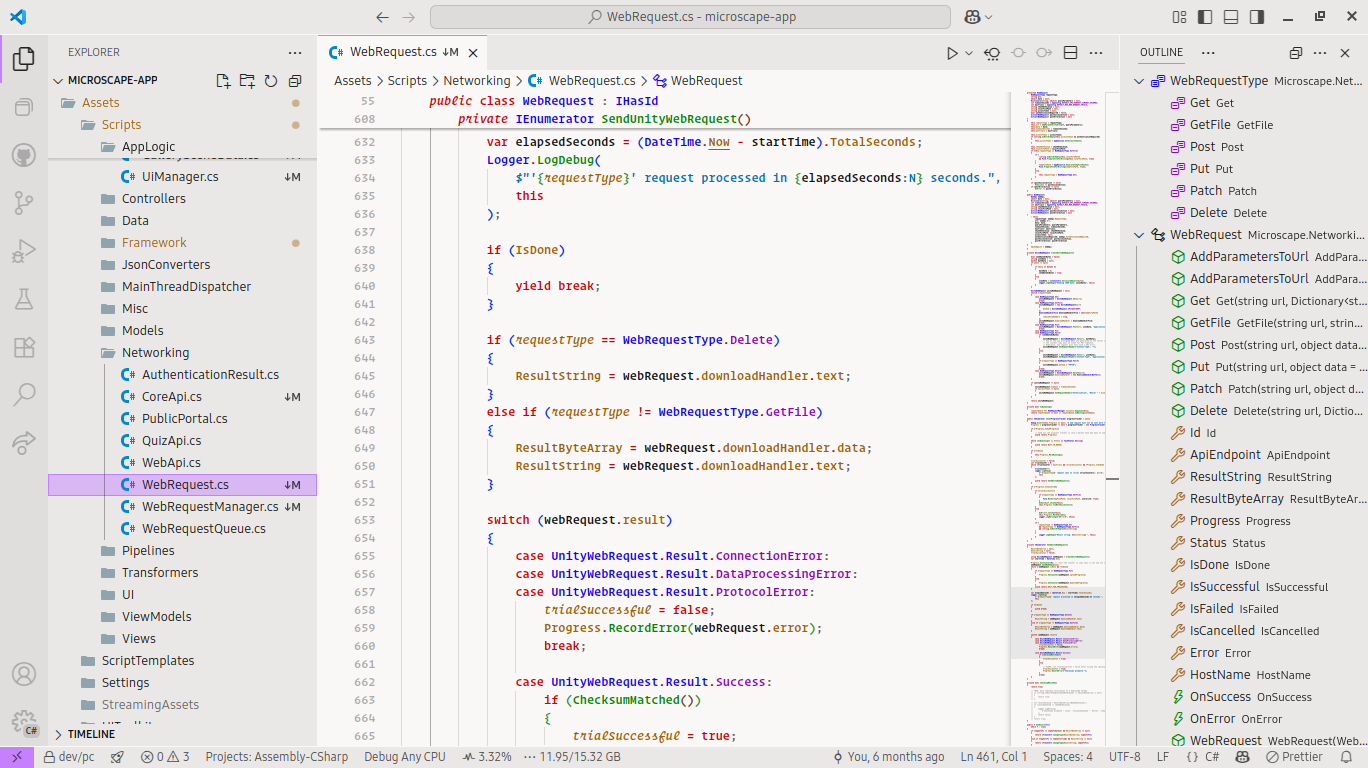 WebRequest.cs - microscape-app
EXPLORER
MICROSCAPE-APP
Assets
Scripts
AppLogic
UiManager.cs ↓M
Controllers
Data
Framework
JsonConverters
MainThreadDispatcher
Misc
Models
Networking
AuthenticationResult.cs
CoreApi.cs ↓M
PublicPortal.cs
QuizApi.cs
WebApi.cs
WebRequest.cs ↓M
WebRequestManager.cs ↓M
WebRequestQueue.cs
Pipelines
Transformers
UI
ViewModels
Views
ScriptTemplates
Settings
StreamingAssets
TIMELINE
WebRequest.cs ↓M
Assets > Scripts > Networking > WebRequest.cs > WebRequest
55 public class WebRequest : IHasId
608 private IEnumerator SendUnityWebRequest()
632 var elapsedSeconds = (DateTime.Now - startTime).TotalSeconds;
633 Logger.LogDebug(
634 $"'{requestType}' request processed in {elapsedSeconds:N} seconds.",
635 this
636 );
637
638 if (IsDone)
639 {
640 yield break;
641 }
642
643 if (requestType == WebRequestType.Delete)
644 {
645 ResultString = webRequest.downloadHandler.text;
646 }
647 else if (requestType != WebRequestType.GetFile)
648 {
649 ResultByteArray = webRequest.downloadHandler.data;
650 ResultString = webRequest.downloadHandler.text;
651 }
652
653 switch (webRequest.result)
654 {
655 case UnityWebRequest.Result.ConnectionError:
656 case UnityWebRequest.Result.DataProcessingError:
657 case UnityWebRequest.Result.ProtocolError:
658 trialSuccessful = false;
659 Progress.RecordError(webRequest.error);
660 break;
661
662 case UnityWebRequest.Result.Success:
663 if (ChecksumMatched())
664 {
665 trialSuccessful = true;
OUTLINE
WebRequestType Microscape.Net...
Get Get
GetFile GetFile
Post Post
Put Put
Patch Patch
Delete Delete
WebRequest Microscape.Networki...
AddParametersToUrl AddPara...
AddParametersToUrl AddPara...
Get Get(string url, Dictionary<st...
GetFile GetFile(string url, strin...
Post Post(string url, object data...
Put Put(string url, object data = ...
Patch Patch(string url, object d...
Delete Delete(string url, Dictio...
Id Id
ApiEndpoint ApiEndpoint
ResultString ResultString
ResultByteArray ResultByteAr...
Progress Progress
Status Status
IsDone IsDone
IsSuccessful IsSuccessful
IsFailed IsFailed
IsCancelled IsCancelled
Error Error
HostName HostName
OnSuccess OnSuccess
OnError OnError
WebRequest WebRequest(Web...
C#
dev/pc 0 3 Projects: Assembly-CSharp Debug Any CPU 3.32% 11.95/15.32 GB You, 6 months ago Ln 461, Col 1 Spaces: 4 UTF-8 LF {} C# Prettier